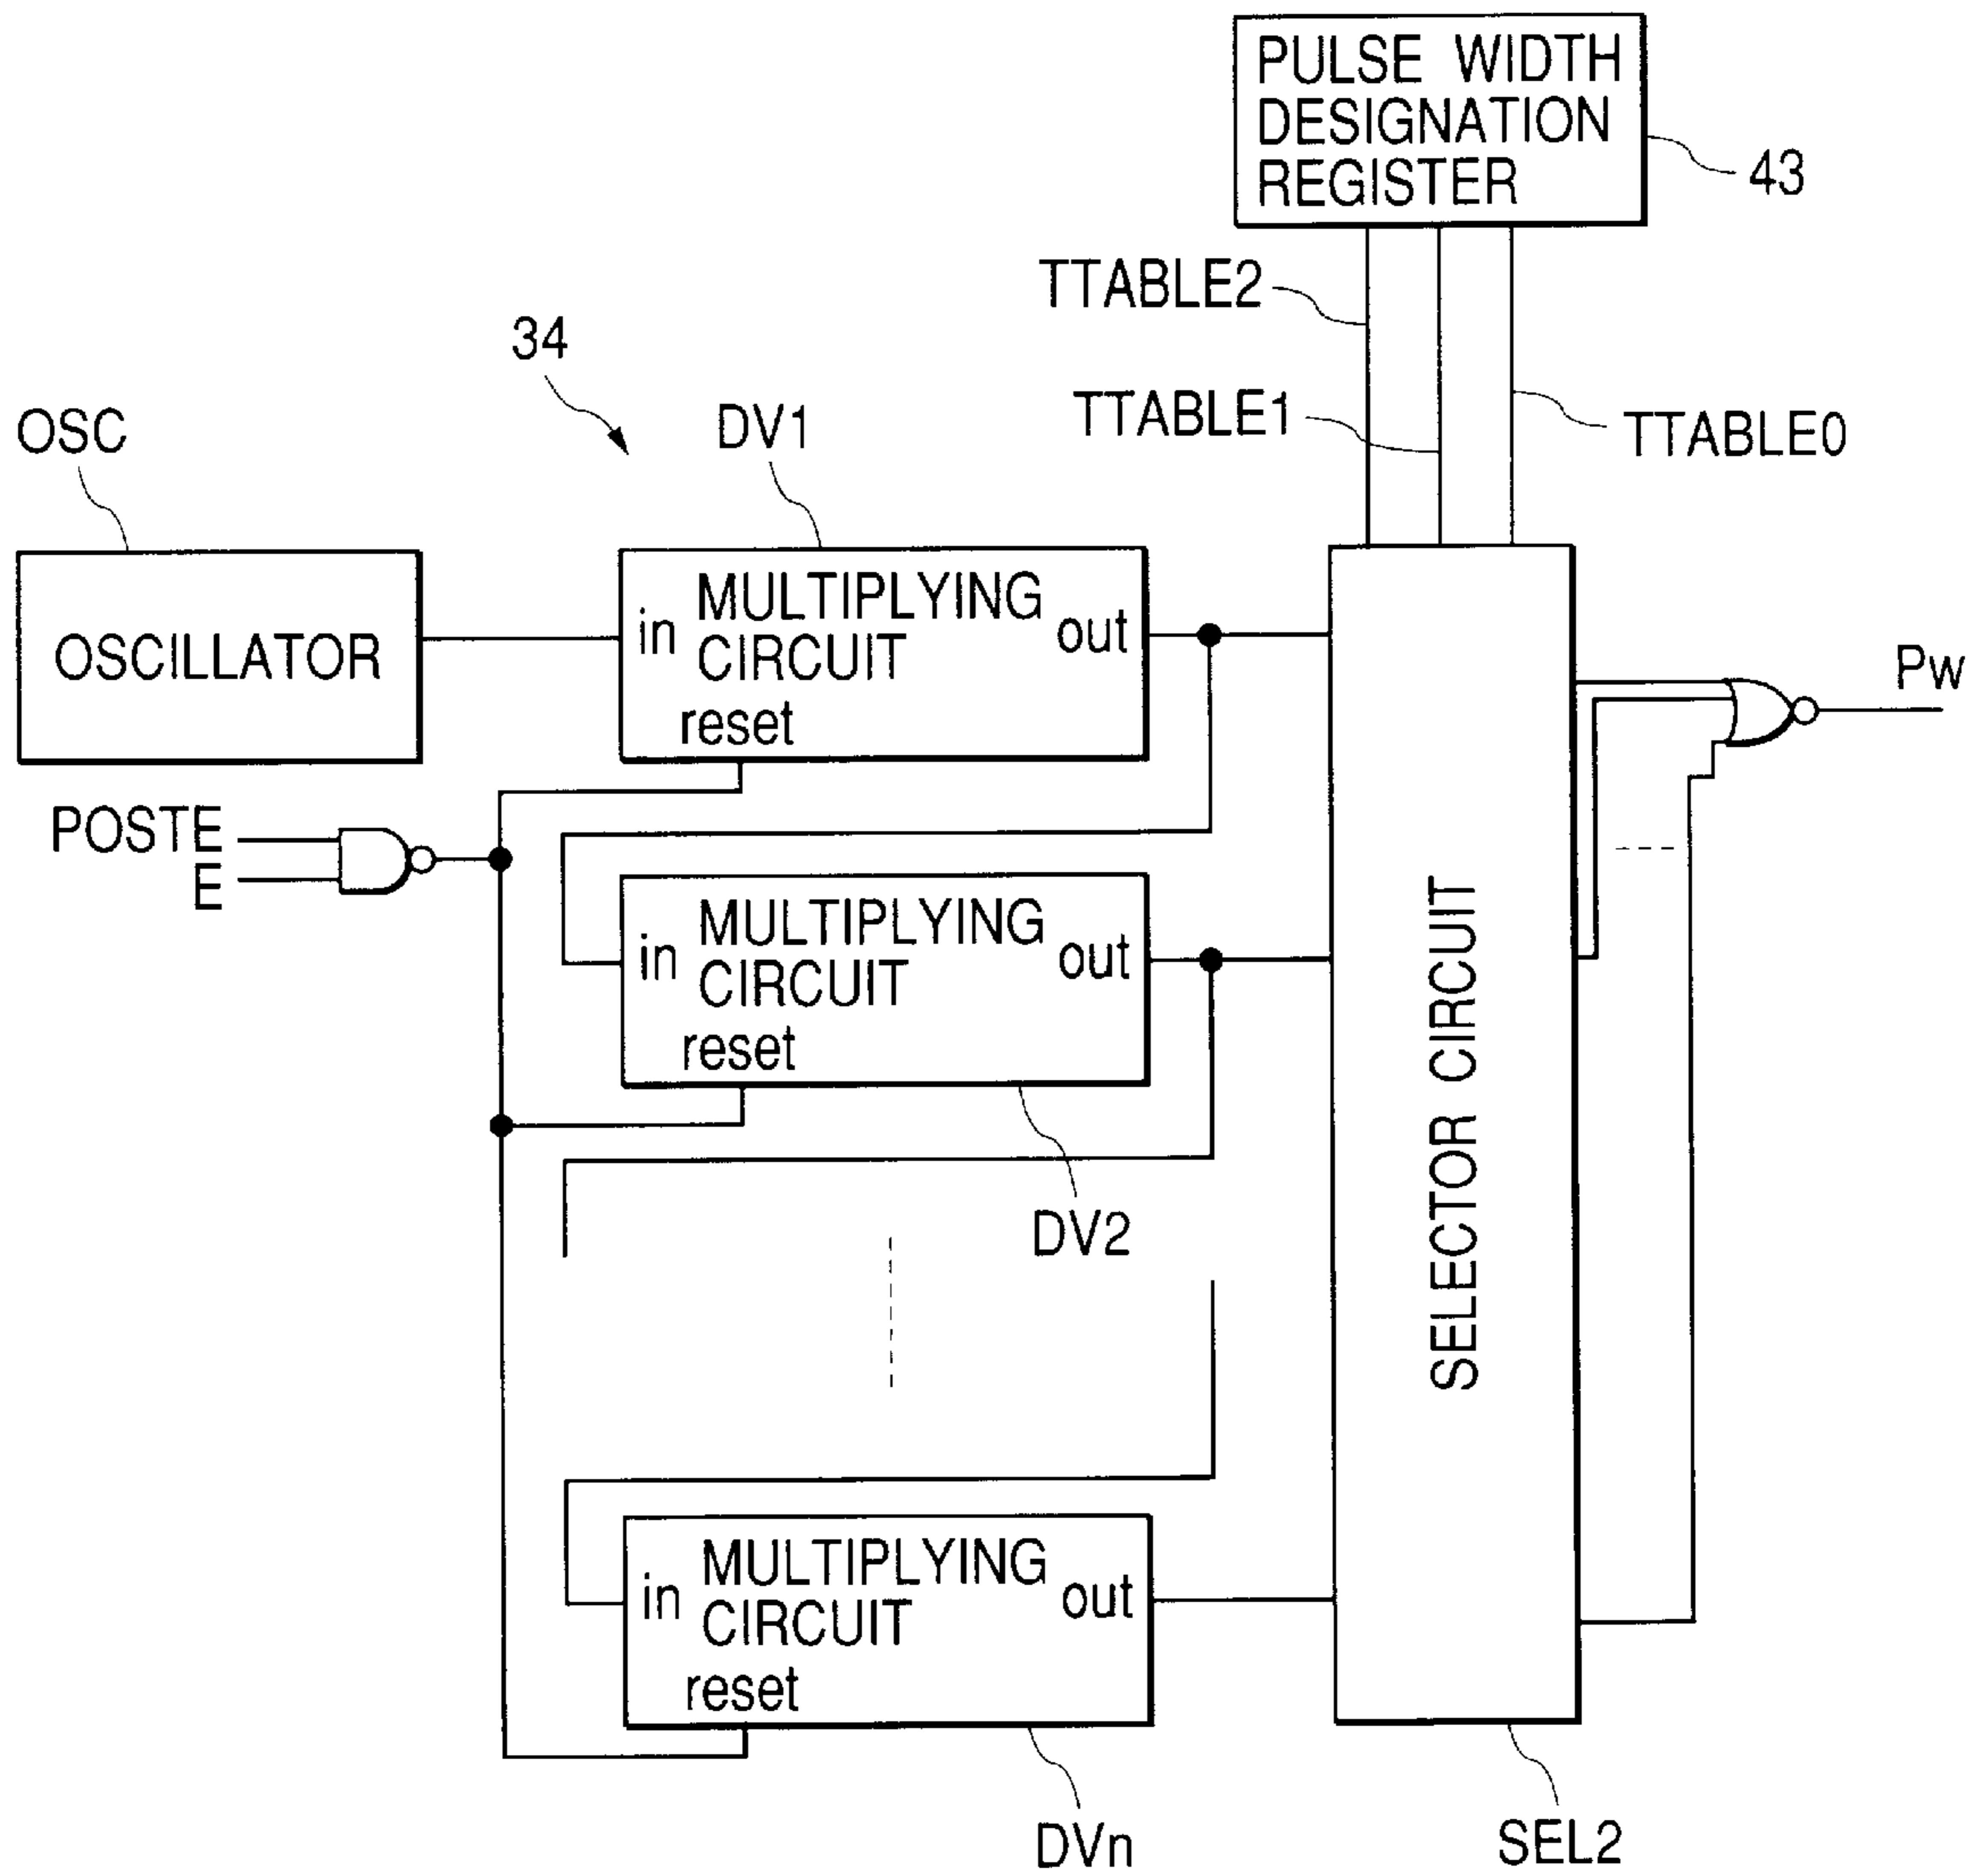 PULSE WIDTH
DESIGNATION
REGISTER
43
TTABLE2
34
TTABLE1
TTABLE0
OSC
DV1
OSCILLATOR
in
MULTIPLYING
CIRCUIT
out
reset
Pw
POSTE
E
in
MULTIPLYING
CIRCUIT
out
reset
SELECTOR CIRCUIT
DV2
in
MULTIPLYING
CIRCUIT
out
reset
DVn
SEL2